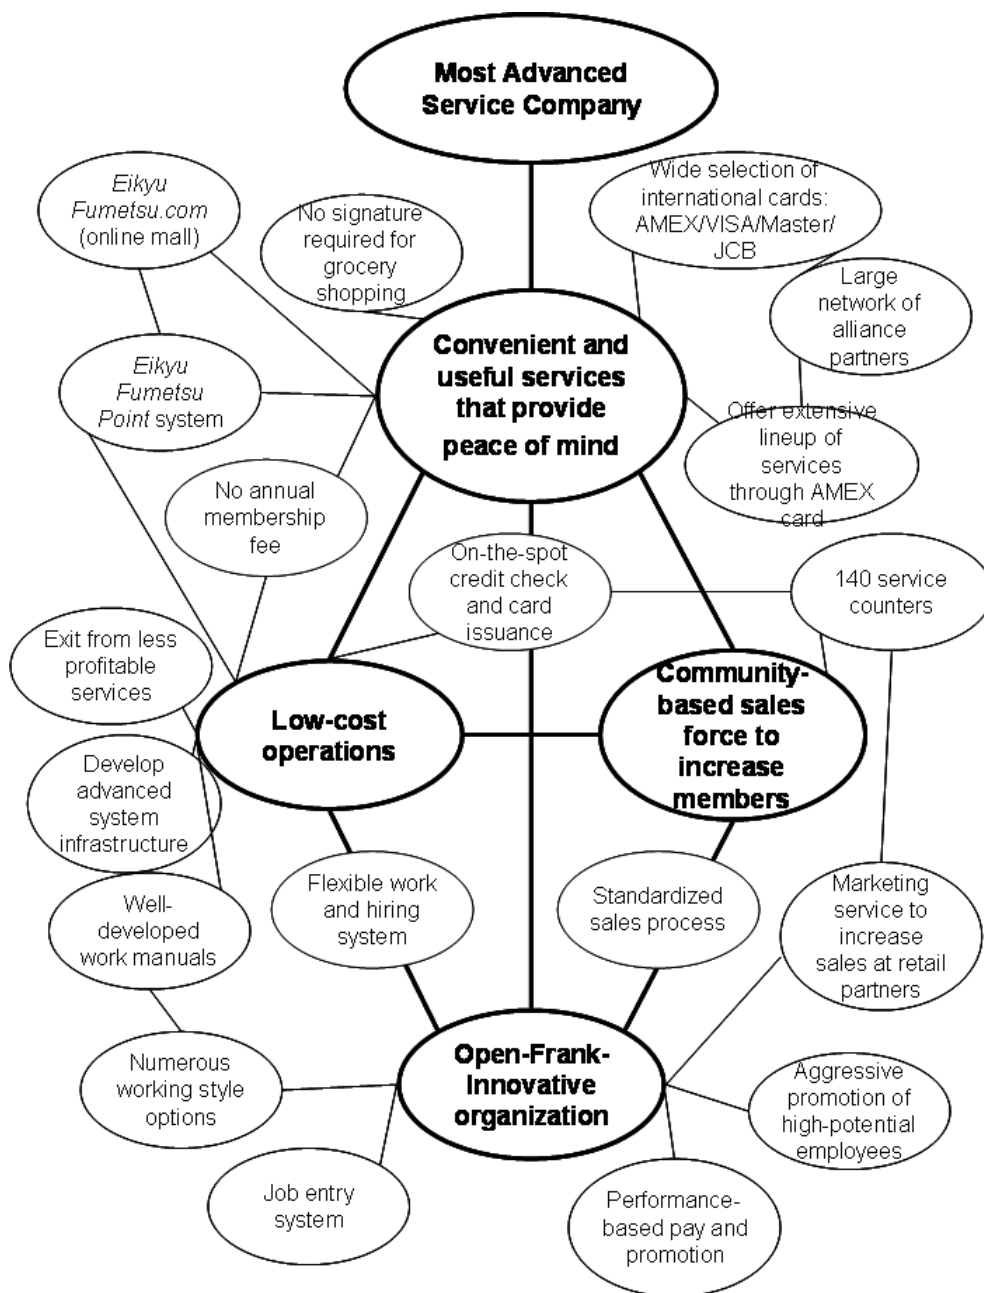 Most Advanced
Service Company
Eikyu
Fumetsu.com
(online mall)
No signature
required for
grocery
shopping
Wide selection of
international cards:
AMEX/VISA/Master/
JCB
Large
network of
alliance
partners
Convenient and
useful services
that provide
peace of mind
Eikyu
Fumetsu
Point system
Offer extensive
lineup of
services
through AMEX
card
No annual
membership
fee
On-the-spot
credit check
and card
issuance
140 service
counters
Exit from less
profitable
services
Low-cost
operations
Community-
based sales
force to
increase
members
Develop
advanced
system
infrastructure
Flexible work
and hiring
system
Standardized
sales process
Marketing
service to
increase
sales at retail
partners
Well-
developed
work manuals
Numerous
working style
options
Open-Frank-
Innovative
organization
Aggressive
promotion of
high-potential
employees
Job entry
system
Performance-
based pay and
promotion